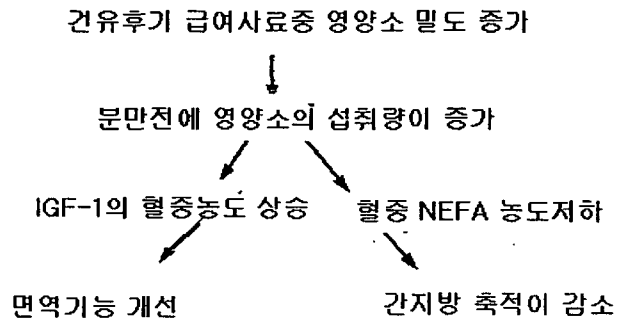 건유후기 급여사료중 영양소 밀도 증가
분만전에 영양소의 섭취량이 증가
IGF-1의 혈중농도 상승
혈중 NEFA 농도저하
면역기능 개선
간지방 축적이 감소